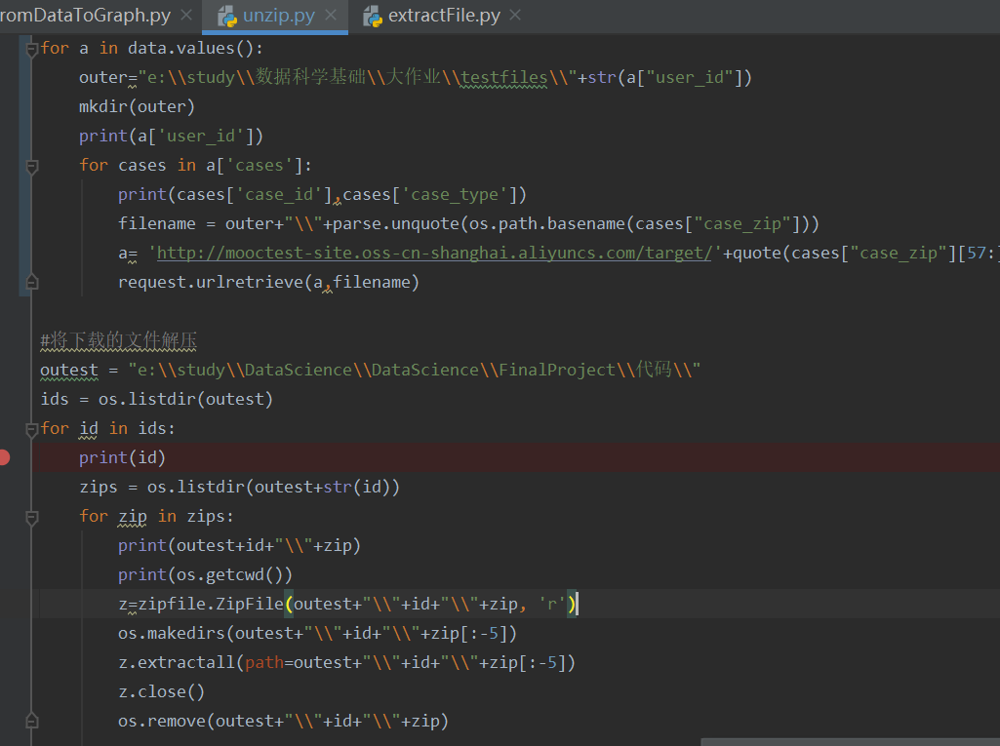 romDataToGraph.py unzip.py extractFile.py
for a in data.values():
    outer="e:\\study\\数据科学基础\\大作业\\testfiles\\"+str(a["user_id"])
    mkdir(outer)
    print(a['user_id'])
    for cases in a['cases']:
        print(cases['case_id'],cases['case_type'])
        filename = outer+"\\"+parse.unquote(os.path.basename(cases["case_zip"]))
        a= 'http://mooctest-site.oss-cn-shanghai.aliyuncs.com/target/'+quote(cases["case_zip"][57:]
        request.urlretrieve(a,filename)
#将下载的文件解压
outest = "e:\\study\\DataScience\\DataScience\\FinalProject\\代码\\"
ids = os.listdir(outest)
for id in ids:
    print(id)
    zips = os.listdir(outest+str(id))
    for zip in zips:
        print(outest+id+"\\"+zip)
        print(os.getcwd())
        z=zipfile.ZipFile(outest+"\\"+id+"\\"+zip, 'r')
        os.makedirs(outest+"\\"+id+"\\"+zip[:-5])
        z.extractall(path=outest+"\\"+id+"\\"+zip[:-5])
        z.close()
        os.remove(outest+"\\"+id+"\\"+zip)